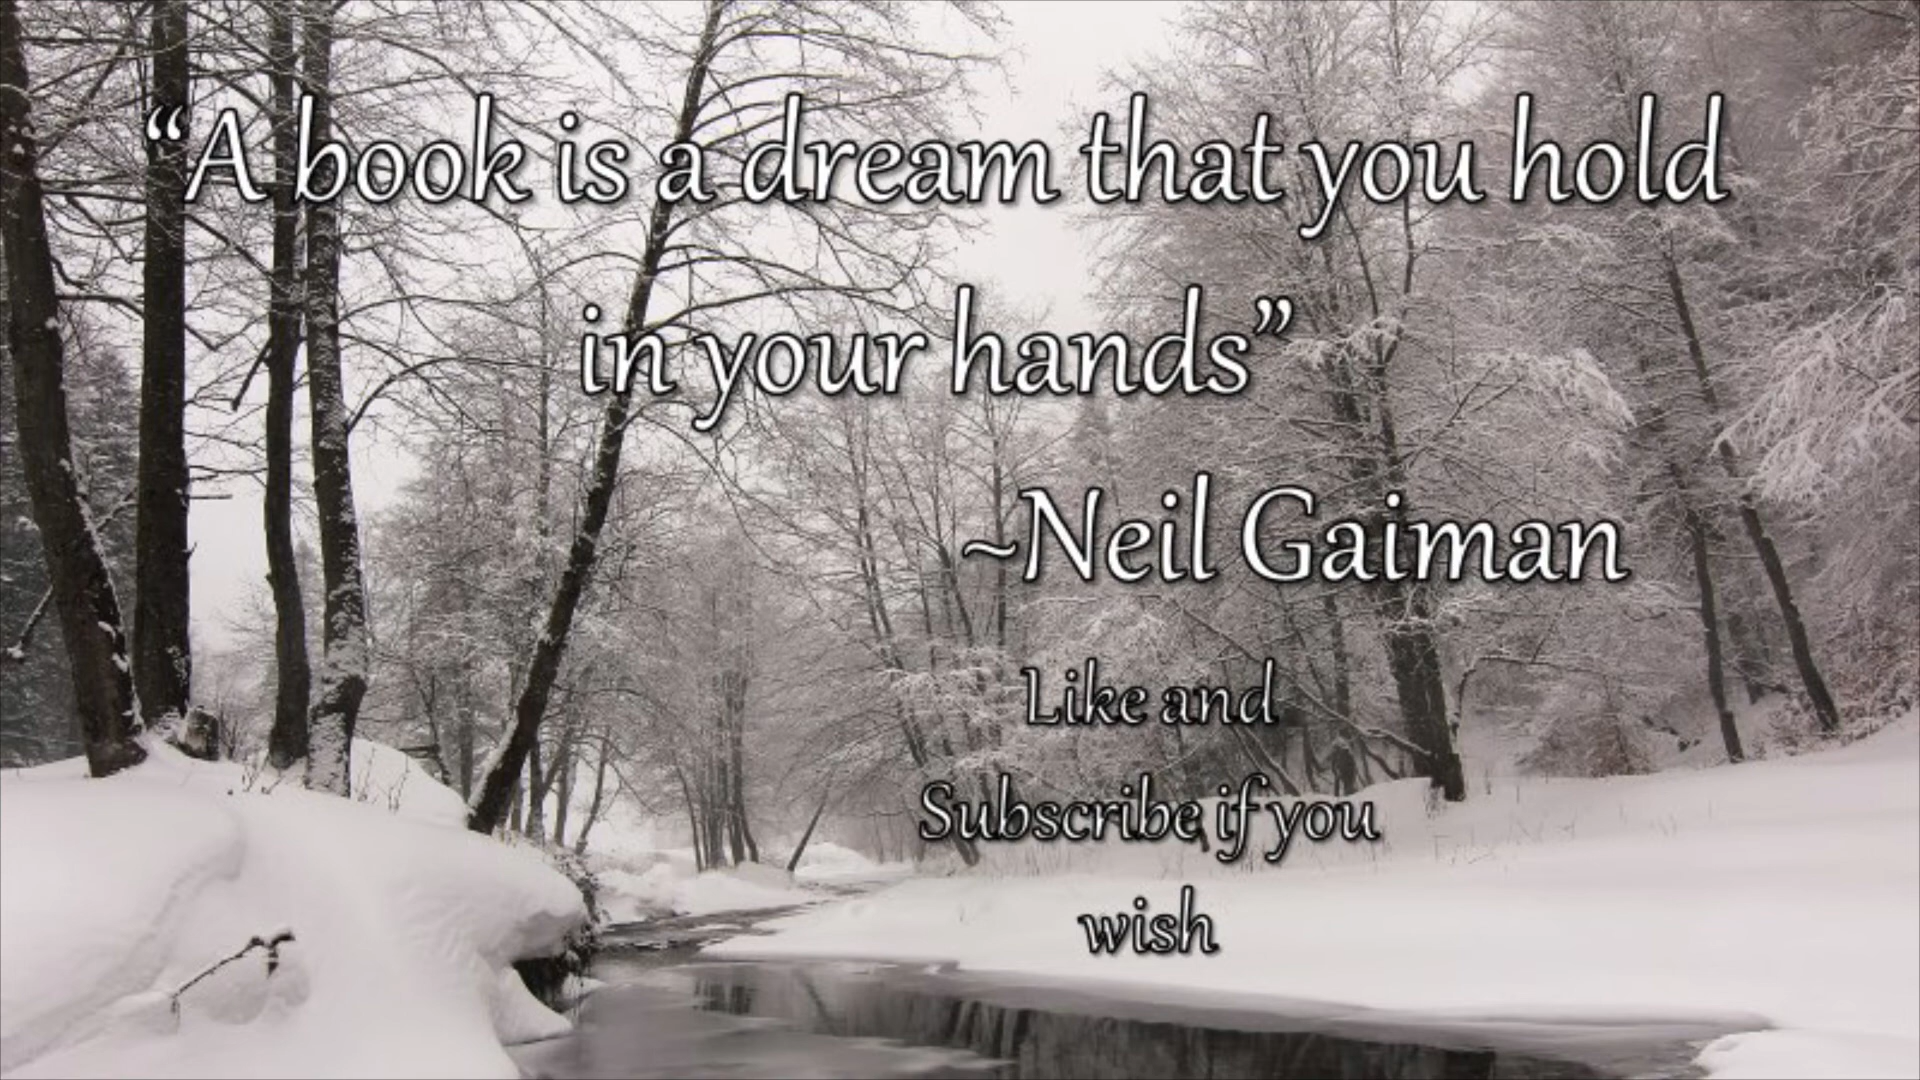 “A book is a dream that you hold
in your hands”
~Neil Gaiman
Like and
Subscribe if you
wish